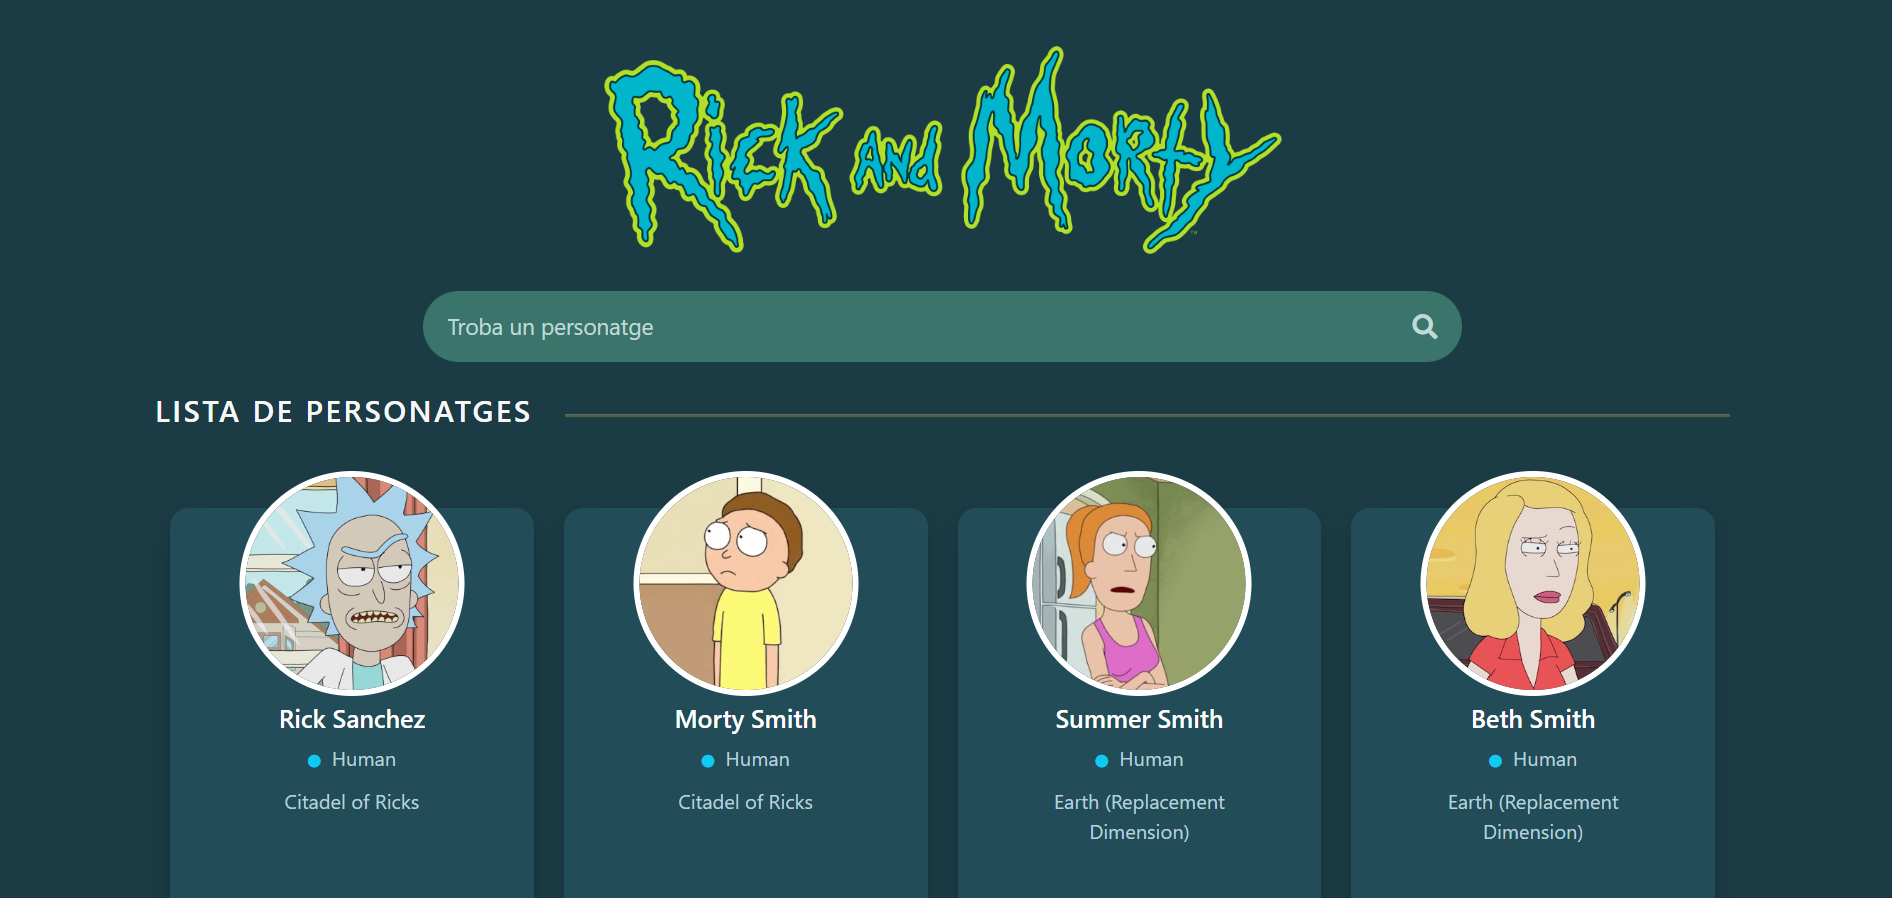 Rick and Morty
™
Troba un personatge
LISTA DE PERSONATGES
Rick Sanchez
Human
Citadel of Ricks
Morty Smith
Human
Citadel of Ricks
Summer Smith
Human
Earth (Replacement
Dimension)
Beth Smith
Human
Earth (Replacement
Dimension)